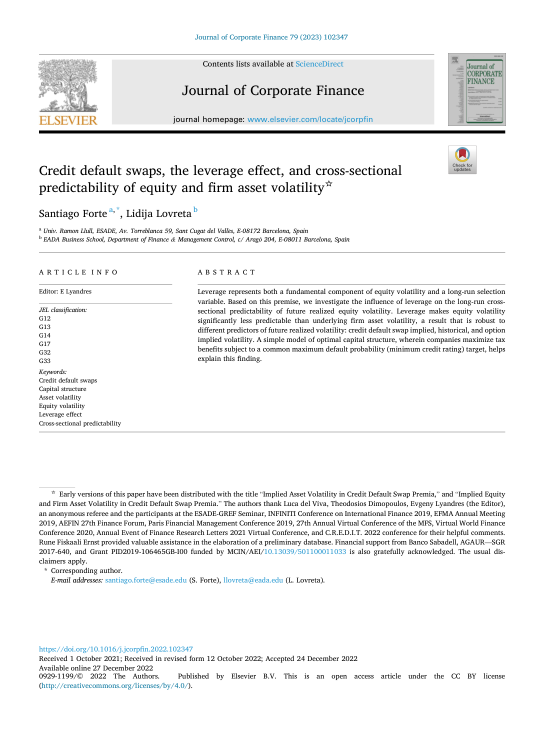 Journal of Corporate Finance 79 (2023) 102347
Contents lists available at ScienceDirect
Journal of Corporate Finance
journal homepage: www.elsevier.com/locate/jcorpfin
ELSEVIER
Journal of
CORPORATE
FINANCE
Check for
updates
Credit default swaps, the leverage effect, and cross-sectional
predictability of equity and firm asset volatility☆
Santiago Forte a,*, Lidija Lovreta b
a Univ. Ramon Llull, ESADE, Av. Torreblanca 59, Sant Cugat del Vallès, E-08172 Barcelona, Spain
b EADA Business School, Department of Finance & Management Control, c/ Aragó 204, E-08011 Barcelona, Spain
ARTICLE INFO
Editor: E Lyandres
JEL classification:
G12
G13
G14
G17
G32
G33
Keywords:
Credit default swaps
Capital structure
Asset volatility
Equity volatility
Leverage effect
Cross-sectional predictability
ABSTRACT
Leverage represents both a fundamental component of equity volatility and a long-run selection
variable. Based on this premise, we investigate the influence of leverage on the long-run cross-
sectional predictability of future realized equity volatility. Leverage makes equity volatility
significantly less predictable than underlying firm asset volatility, a result that is robust to
different predictors of future realized volatility: credit default swap implied, historical, and option
implied volatility. A simple model of optimal capital structure, wherein companies maximize tax
benefits subject to a common maximum default probability (minimum credit rating) target, helps
explain this finding.
☆ Early versions of this paper have been distributed with the title "Implied Asset Volatility in Credit Default Swap Premia," and "Implied Equity
and Firm Asset Volatility in Credit Default Swap Premia." The authors thank Luca del Viva, Theodosios Dimopoulos, Evgeny Lyandres (the Editor),
an anonymous referee and the participants at the ESADE-GREF Seminar, INFINITI Conference on International Finance 2019, EFMA Annual Meeting
2019, AEFIN 27th Finance Forum, Paris Financial Management Conference 2019, 27th Annual Virtual Conference of the MFS, Virtual World Finance
Conference 2020, Annual Event of Finance Research Letters 2021 Virtual Conference, and C.R.E.D.I.T. 2022 conference for their helpful comments.
Rune Fiskaali Ernst provided valuable assistance in the elaboration of a preliminary database. Financial support from Banco Sabadell, AGAUR—SGR
2017-640, and Grant PID2019-106465GB-I00 funded by MCIN/AEI/10.13039/501100011033 is also gratefully acknowledged. The usual dis-
claimers apply.
* Corresponding author.
E-mail addresses: santiago.forte@esade.edu (S. Forte), llovreta@eada.edu (L. Lovreta).
https://doi.org/10.1016/j.jcorpfin.2022.102347
Received 1 October 2021; Received in revised form 12 October 2022; Accepted 24 December 2022
Available online 27 December 2022
0929-1199/© 2022 The Authors. Published by Elsevier B.V. This is an open access article under the CC BY license
(http://creativecommons.org/licenses/by/4.0/).